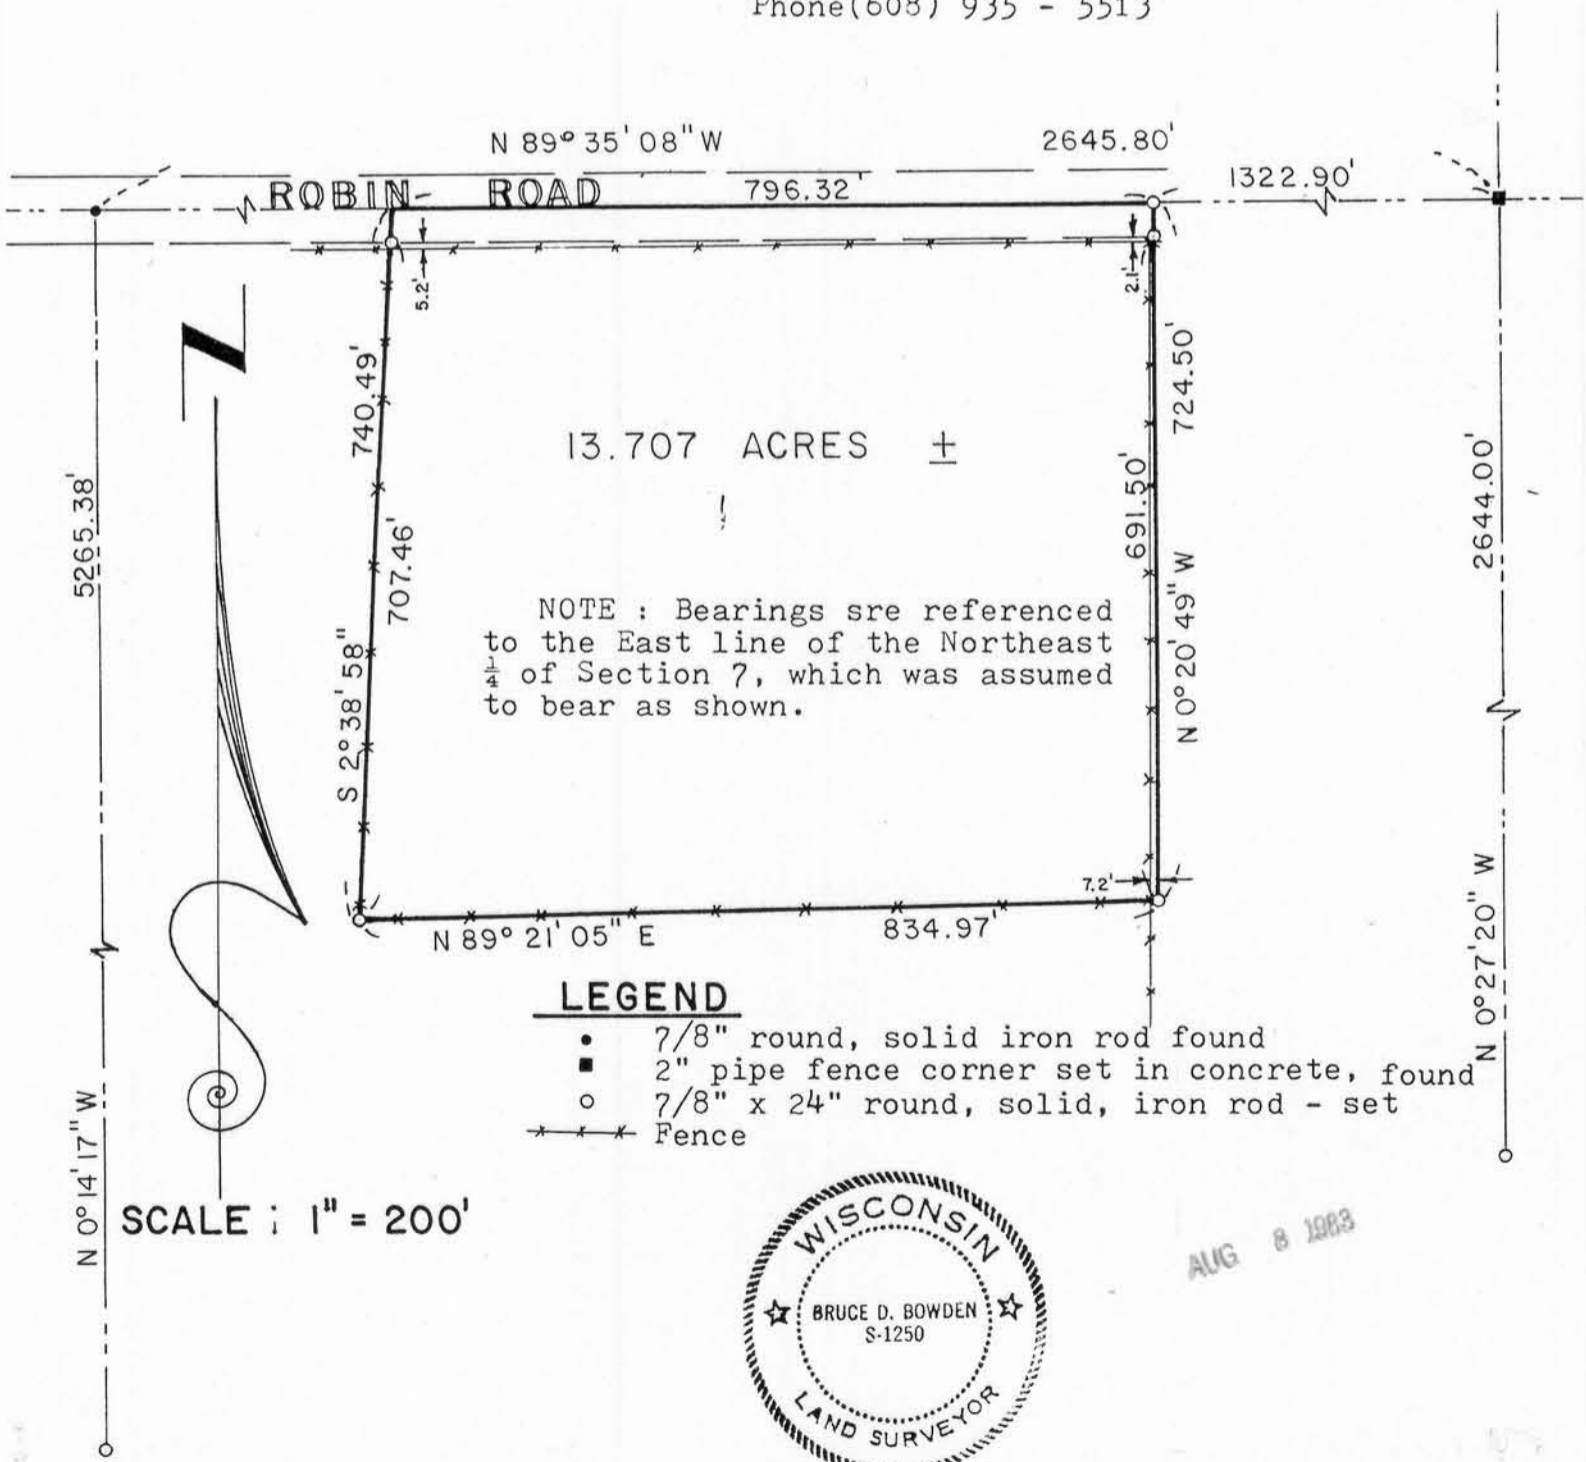 Phone(608) 935 - 5513
N 89° 35' 08" W
2645.80'
1322.90'
ROBIN ROAD
796.32'
5.2'
2.1'
740.49'
724.50'
13.707 ACRES ±
5265.38'
691.50'
2644.00'
707.46'
N 0° 20' 49" W
NOTE : Bearings sre referenced
to the East line of the Northeast
¼ of Section 7, which was assumed
to bear as shown.
S 2° 38' 58"
7.2'
N 89° 21' 05" E
834.97'
N 0° 27' 20" W
LEGEND
7/8" round, solid iron rod found
2" pipe fence corner set in concrete, found
7/8" x 24" round, solid, iron rod - set
Fence
N 0° 14' 17" W
SCALE ; 1" = 200'
WISCONSIN
BRUCE D. BOWDEN
S-1250
LAND SURVEYOR
AUG 8 1983